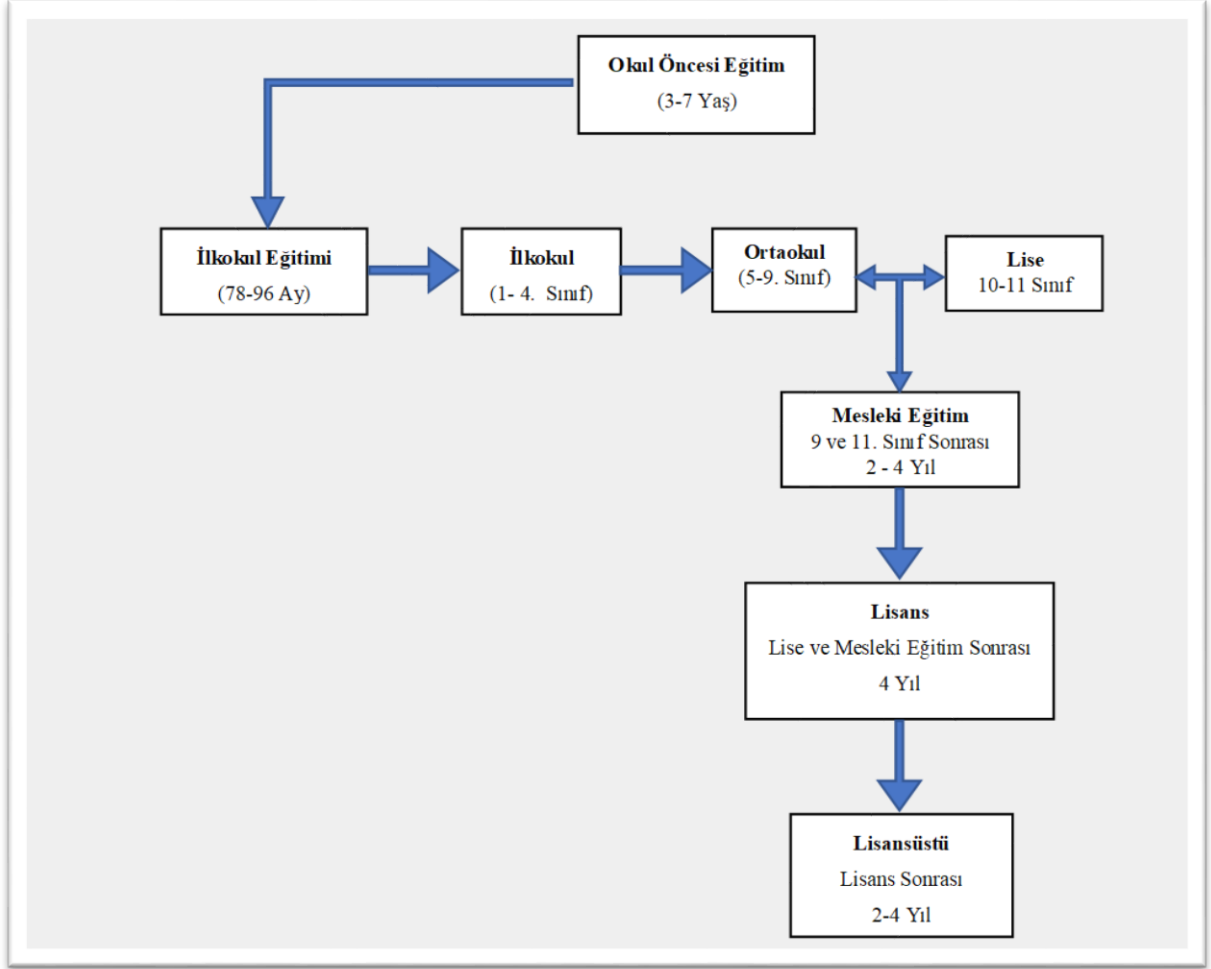 Okul Öncesi Eğitim
(3-7 Yaş)
İlkokul Eğitimi
(78-96 Ay)
İlkokul
(1- 4. Sınıf)
Ortaokul
(5-9. Sınıf)
Lise
10-11 Sınıf
Mesleki Eğitim
9 ve 11. Sınıf Sonrası
2 - 4 Yıl
Lisans
Lise ve Mesleki Eğitim Sonrası
4 Yıl
Lisansüstü
Lisans Sonrası
2-4 Yıl